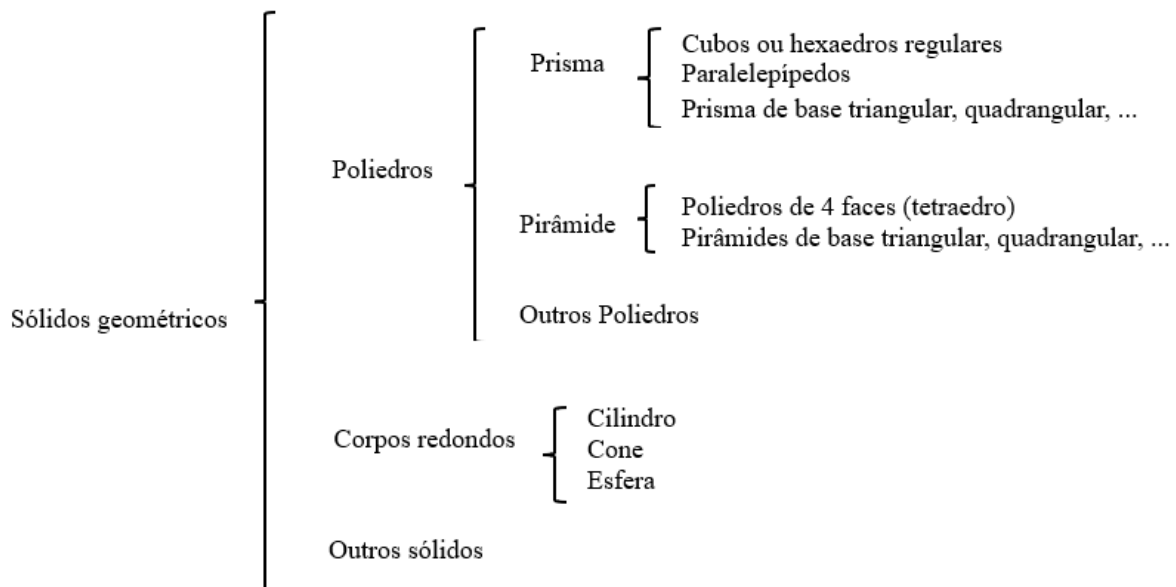 Sólidos geométricos
Poliedros
Prisma
Cubos ou hexaedros regulares
Paralelepípedos
Prisma de base triangular, quadrangular, ...
Pirâmide
Poliedros de 4 faces (tetraedro)
Pirâmides de base triangular, quadrangular, ...
Outros Poliedros
Corpos redondos
Cilindro
Cone
Esfera
Outros sólidos